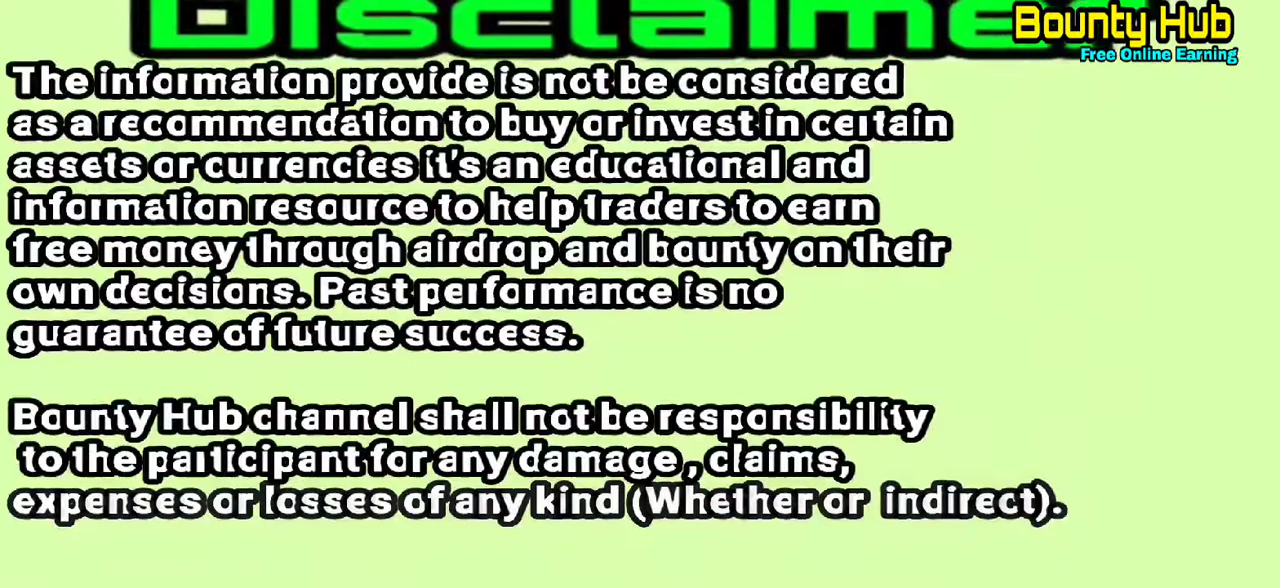 Disclaimer
Bounty Hub
Free Online Earning
The information provide is not be considered
as a recommendation to buy or invest in certain
assets or currencies it's an educational and
information resource to help traders to earn
free money through airdrop and bounty on their
own decisions. Past performance is no
guarantee of future success.
Bounty Hub channel shall not be responsibility
to the participant for any damage , claims,
expenses or losses of any kind (Whether or indirect).